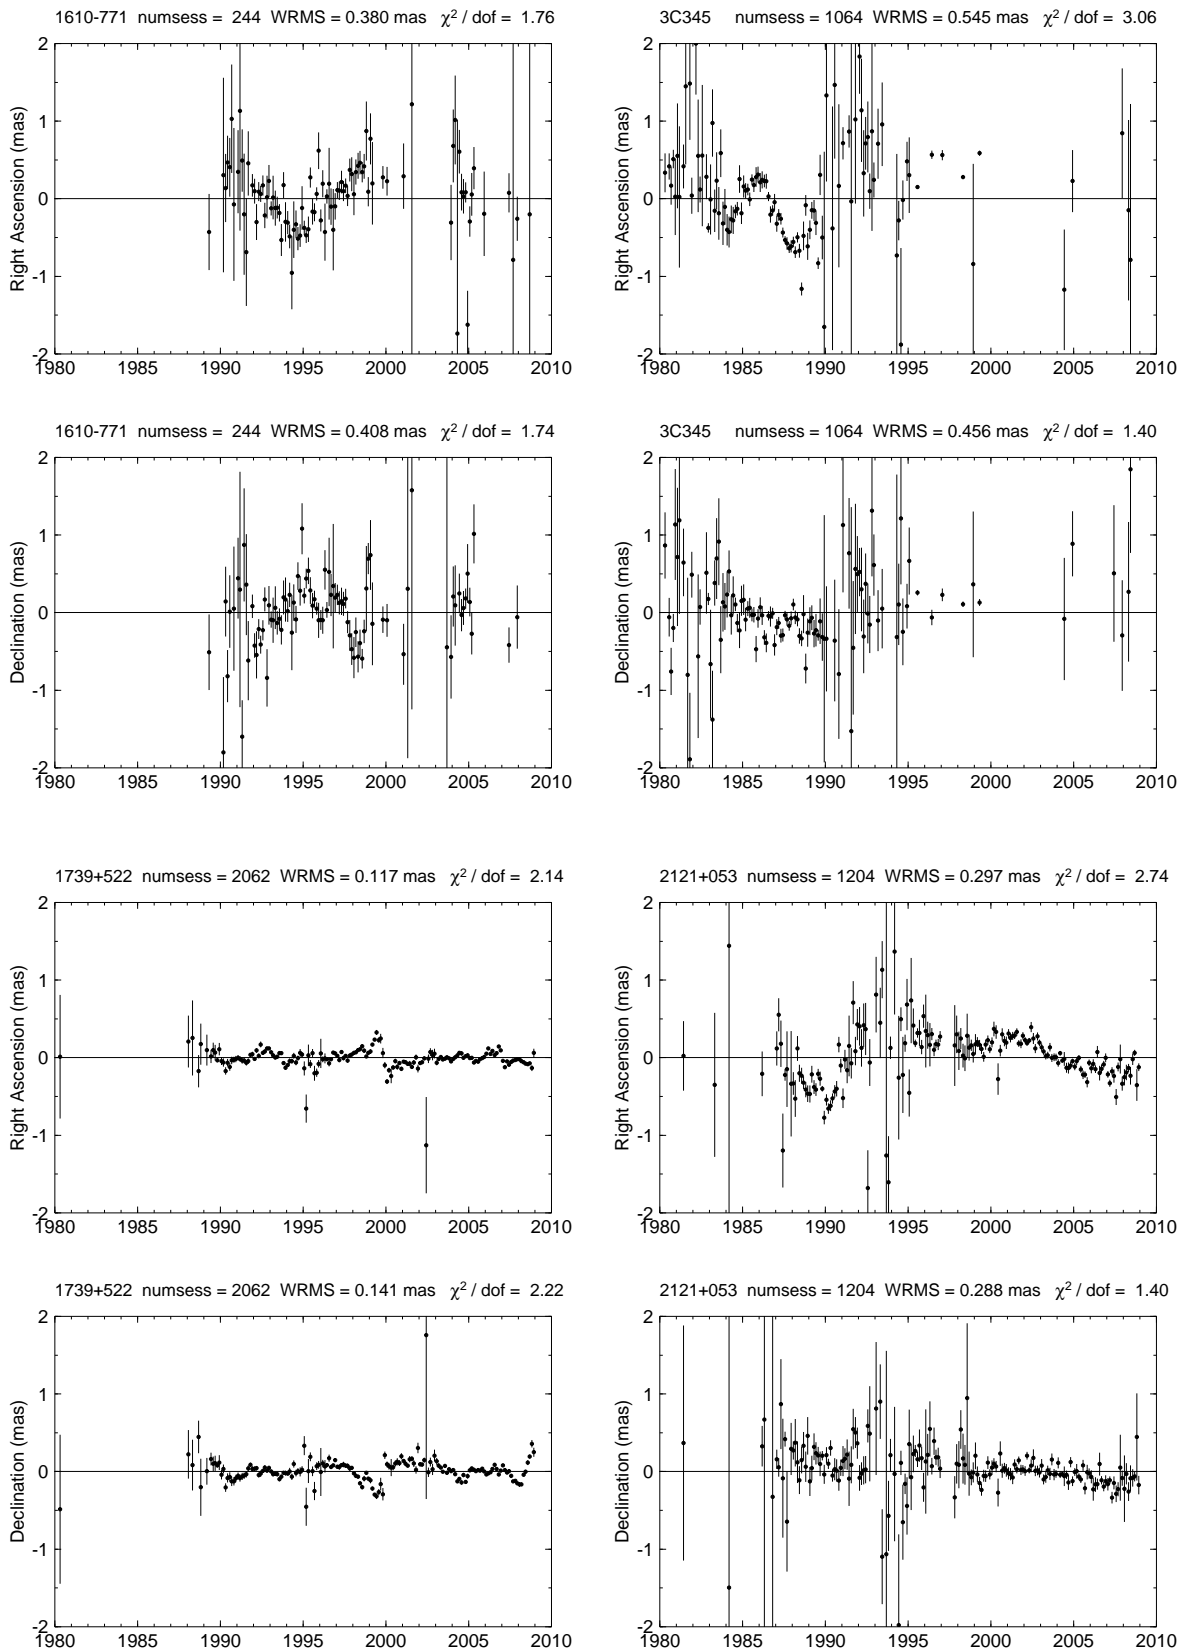 1610-771 numsess = 244 WRMS = 0.380 mas χ² / dof = 1.76
2
1
0
-1
-2
Right Ascension (mas)
1980 1985 1990 1995 2000 2005 2010
3C345 numsess = 1064 WRMS = 0.545 mas χ² / dof = 3.06
2
1
0
-1
-2
Right Ascension (mas)
1980 1985 1990 1995 2000 2005 2010
1610-771 numsess = 244 WRMS = 0.408 mas χ² / dof = 1.74
2
1
0
-1
-2
Declination (mas)
1980 1985 1990 1995 2000 2005 2010
3C345 numsess = 1064 WRMS = 0.456 mas χ² / dof = 1.40
2
1
0
-1
-2
Declination (mas)
1980 1985 1990 1995 2000 2005 2010
1739+522 numsess = 2062 WRMS = 0.117 mas χ² / dof = 2.14
2
1
0
-1
-2
Right Ascension (mas)
1980 1985 1990 1995 2000 2005 2010
2121+053 numsess = 1204 WRMS = 0.297 mas χ² / dof = 2.74
2
1
0
-1
-2
Right Ascension (mas)
1980 1985 1990 1995 2000 2005 2010
1739+522 numsess = 2062 WRMS = 0.141 mas χ² / dof = 2.22
2
1
0
-1
-2
Declination (mas)
1980 1985 1990 1995 2000 2005 2010
2121+053 numsess = 1204 WRMS = 0.288 mas χ² / dof = 1.40
2
1
0
-1
-2
Declination (mas)
1980 1985 1990 1995 2000 2005 2010